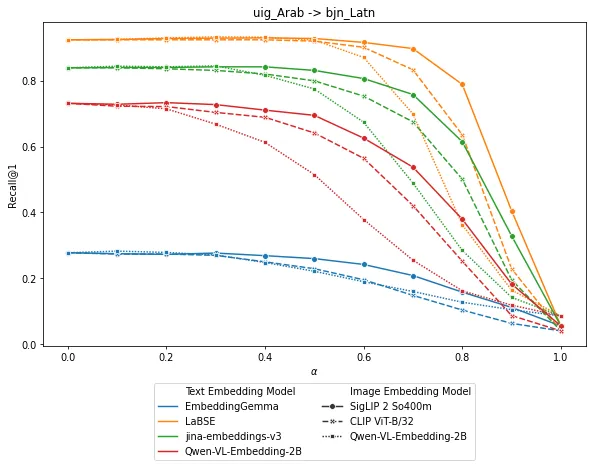 uig_Arab -> bjn_Latn
Recall@1
0.8
0.6
0.4
0.2
0.0
0.0 0.2 0.4 0.6 0.8 1.0
α
Text Embedding Model
EmbeddingGemma
LaBSE
jina-embeddings-v3
Qwen-VL-Embedding-2B
Image Embedding Model
SigLIP 2 So400m
CLIP ViT-B/32
Qwen-VL-Embedding-2B